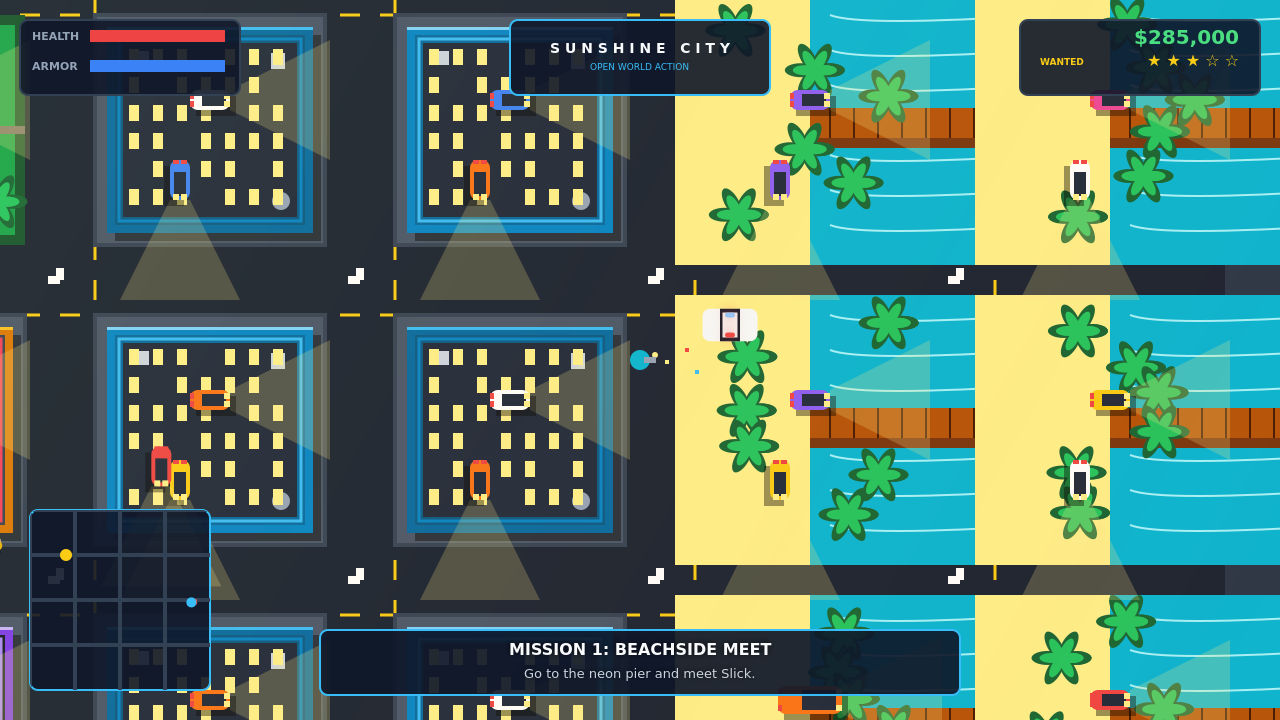 HEALTH
ARMOR
SUNSHINE CITY
OPEN WORLD ACTION
$285,000
WANTED ★ ★ ★ ☆ ☆
MISSION 1: BEACHSIDE MEET
Go to the neon pier and meet Slick.